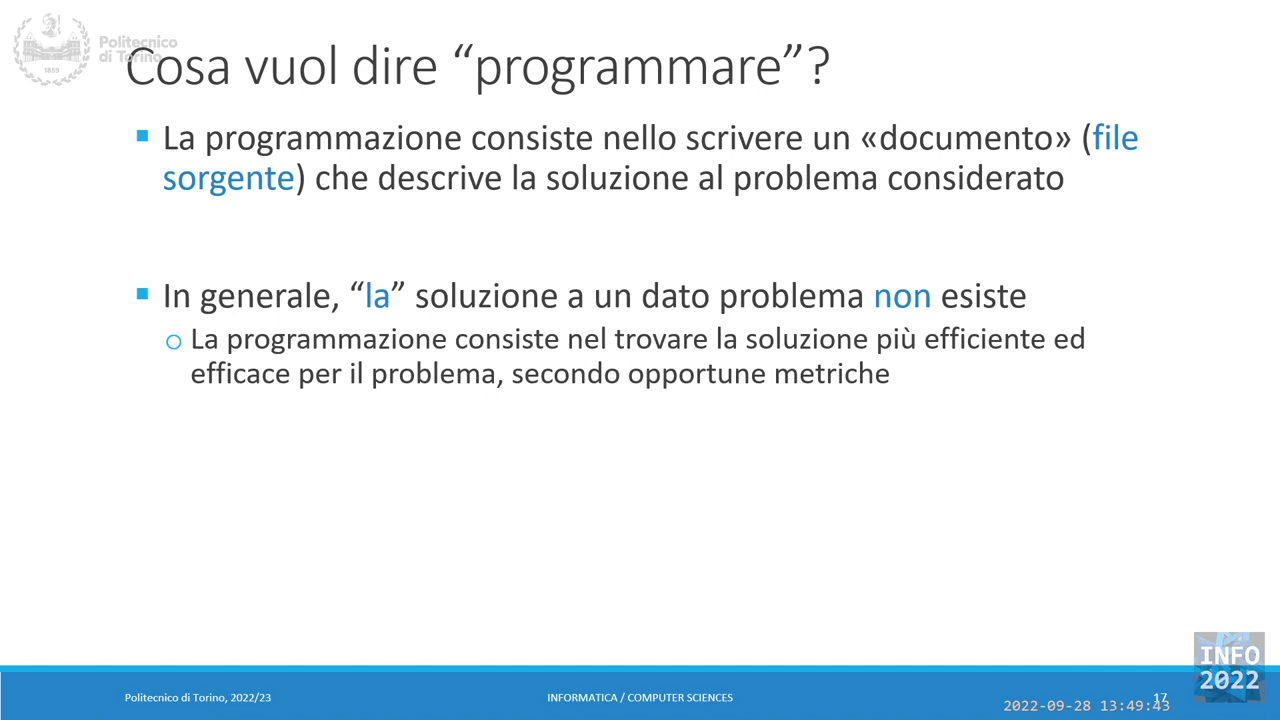 Politecnico
di Torino
1859
Cosa vuol dire “programmare”?
La programmazione consiste nello scrivere un «documento» (file
sorgente) che descrive la soluzione al problema considerato
In generale, “la” soluzione a un dato problema non esiste
La programmazione consiste nel trovare la soluzione più efficiente ed
efficace per il problema, secondo opportune metriche
INFO
2022
Politecnico di Torino, 2022/23
INFORMATICA / COMPUTER SCIENCES
17
2022-09-28 13:49:43